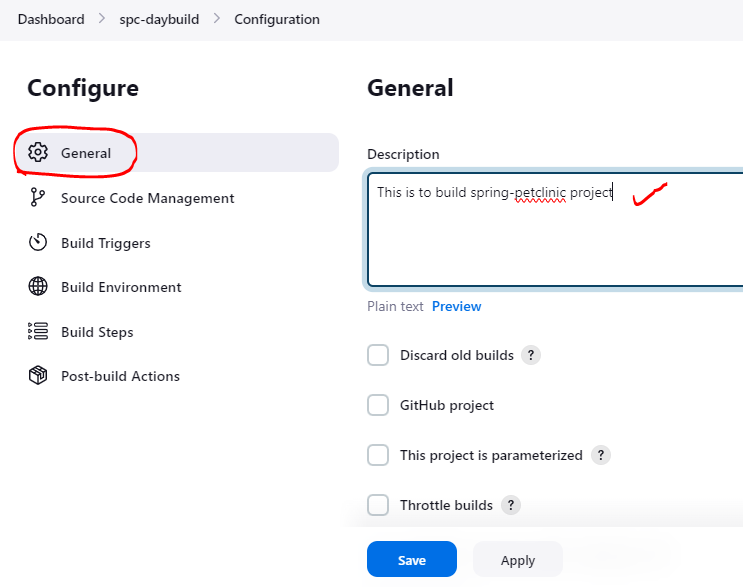 Dashboard > spc-daybuild > Configuration
Configure
General
Source Code Management
Build Triggers
Build Environment
Build Steps
Post-build Actions
General
Description
This is to build spring-petclinic project
Plain text Preview
Discard old builds ?
GitHub project
This project is parameterized ?
Throttle builds ?
Save Apply